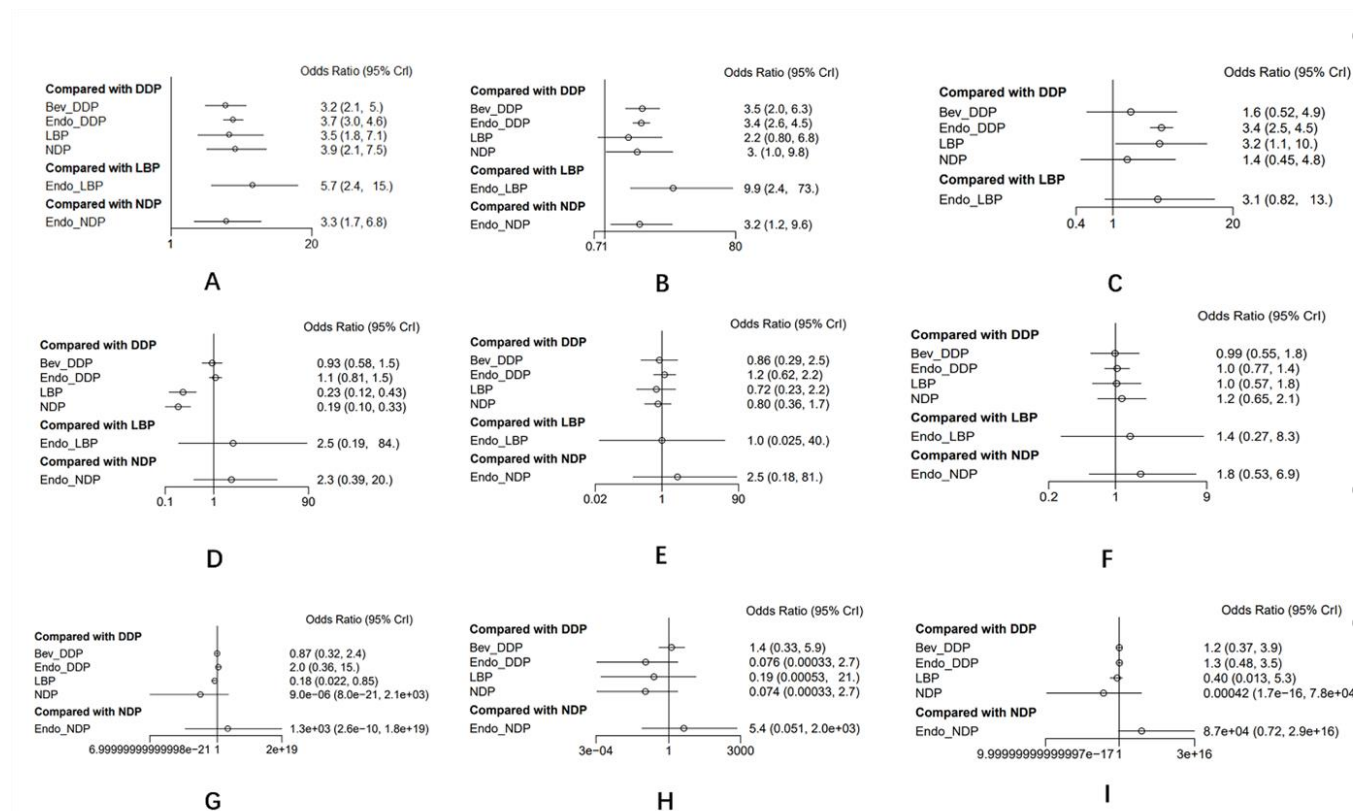 Odds Ratio (95% CrI)
Compared with DDP
Bev_DDP 3.2 (2.1, 5.)
Endo_DDP 3.7 (3.0, 4.6)
LBP 3.5 (1.8, 7.1)
NDP 3.9 (2.1, 7.5)
Compared with LBP
Endo_LBP 5.7 (2.4, 15.)
Compared with NDP
Endo_NDP 3.3 (1.7, 6.8)
1 20
A
Odds Ratio (95% CrI)
Compared with DDP
Bev_DDP 3.5 (2.0, 6.3)
Endo_DDP 3.4 (2.6, 4.5)
LBP 2.2 (0.80, 6.8)
NDP 3. (1.0, 9.8)
Compared with LBP
Endo_LBP 9.9 (2.4, 73.)
Compared with NDP
Endo_NDP 3.2 (1.2, 9.6)
0.71 80
B
Odds Ratio (95% CrI)
Compared with DDP
Bev_DDP 1.6 (0.52, 4.9)
Endo_DDP 3.4 (2.5, 4.5)
LBP 3.2 (1.1, 10.)
NDP 1.4 (0.45, 4.8)
Compared with LBP
Endo_LBP 3.1 (0.82, 13.)
0.4 1 20
C
Odds Ratio (95% CrI)
Compared with DDP
Bev_DDP 0.93 (0.58, 1.5)
Endo_DDP 1.1 (0.81, 1.5)
LBP 0.23 (0.12, 0.43)
NDP 0.19 (0.10, 0.33)
Compared with LBP
Endo_LBP 2.5 (0.19, 84.)
Compared with NDP
Endo_NDP 2.3 (0.39, 20.)
0.1 1 90
D
Odds Ratio (95% CrI)
Compared with DDP
Bev_DDP 0.86 (0.29, 2.5)
Endo_DDP 1.2 (0.62, 2.2)
LBP 0.72 (0.23, 2.2)
NDP 0.80 (0.36, 1.7)
Compared with LBP
Endo_LBP 1.0 (0.025, 40.)
Compared with NDP
Endo_NDP 2.5 (0.18, 81.)
0.02 1 90
E
Odds Ratio (95% CrI)
Compared with DDP
Bev_DDP 0.99 (0.55, 1.8)
Endo_DDP 1.0 (0.77, 1.4)
LBP 1.0 (0.57, 1.8)
NDP 1.2 (0.65, 2.1)
Compared with LBP
Endo_LBP 1.4 (0.27, 8.3)
Compared with NDP
Endo_NDP 1.8 (0.53, 6.9)
0.2 1 9
F
Odds Ratio (95% CrI)
Compared with DDP
Bev_DDP 0.87 (0.32, 2.4)
Endo_DDP 2.0 (0.36, 15.)
LBP 0.18 (0.022, 0.85)
NDP 9.0e−06 (8.0e−21, 2.1e+03)
Compared with NDP
Endo_NDP 1.3e+03 (2.6e−10, 1.8e+19)
6.99999999999998e−21 1 2e+19
G
Odds Ratio (95% CrI)
Compared with DDP
Bev_DDP 1.4 (0.33, 5.9)
Endo_DDP 0.076 (0.00033, 2.7)
LBP 0.19 (0.00053, 21.)
NDP 0.074 (0.00033, 2.7)
Compared with NDP
Endo_NDP 5.4 (0.051, 2.0e+03)
3e−04 1 3000
H
Odds Ratio (95% CrI)
Compared with DDP
Bev_DDP 1.2 (0.37, 3.9)
Endo_DDP 1.3 (0.48, 3.5)
LBP 0.40 (0.013, 5.3)
NDP 0.00042 (1.7e−16, 7.8e+04
Compared with NDP
Endo_NDP 8.7e+04 (0.72, 2.9e+16)
9.99999999999997e−17 1 3e+16
I